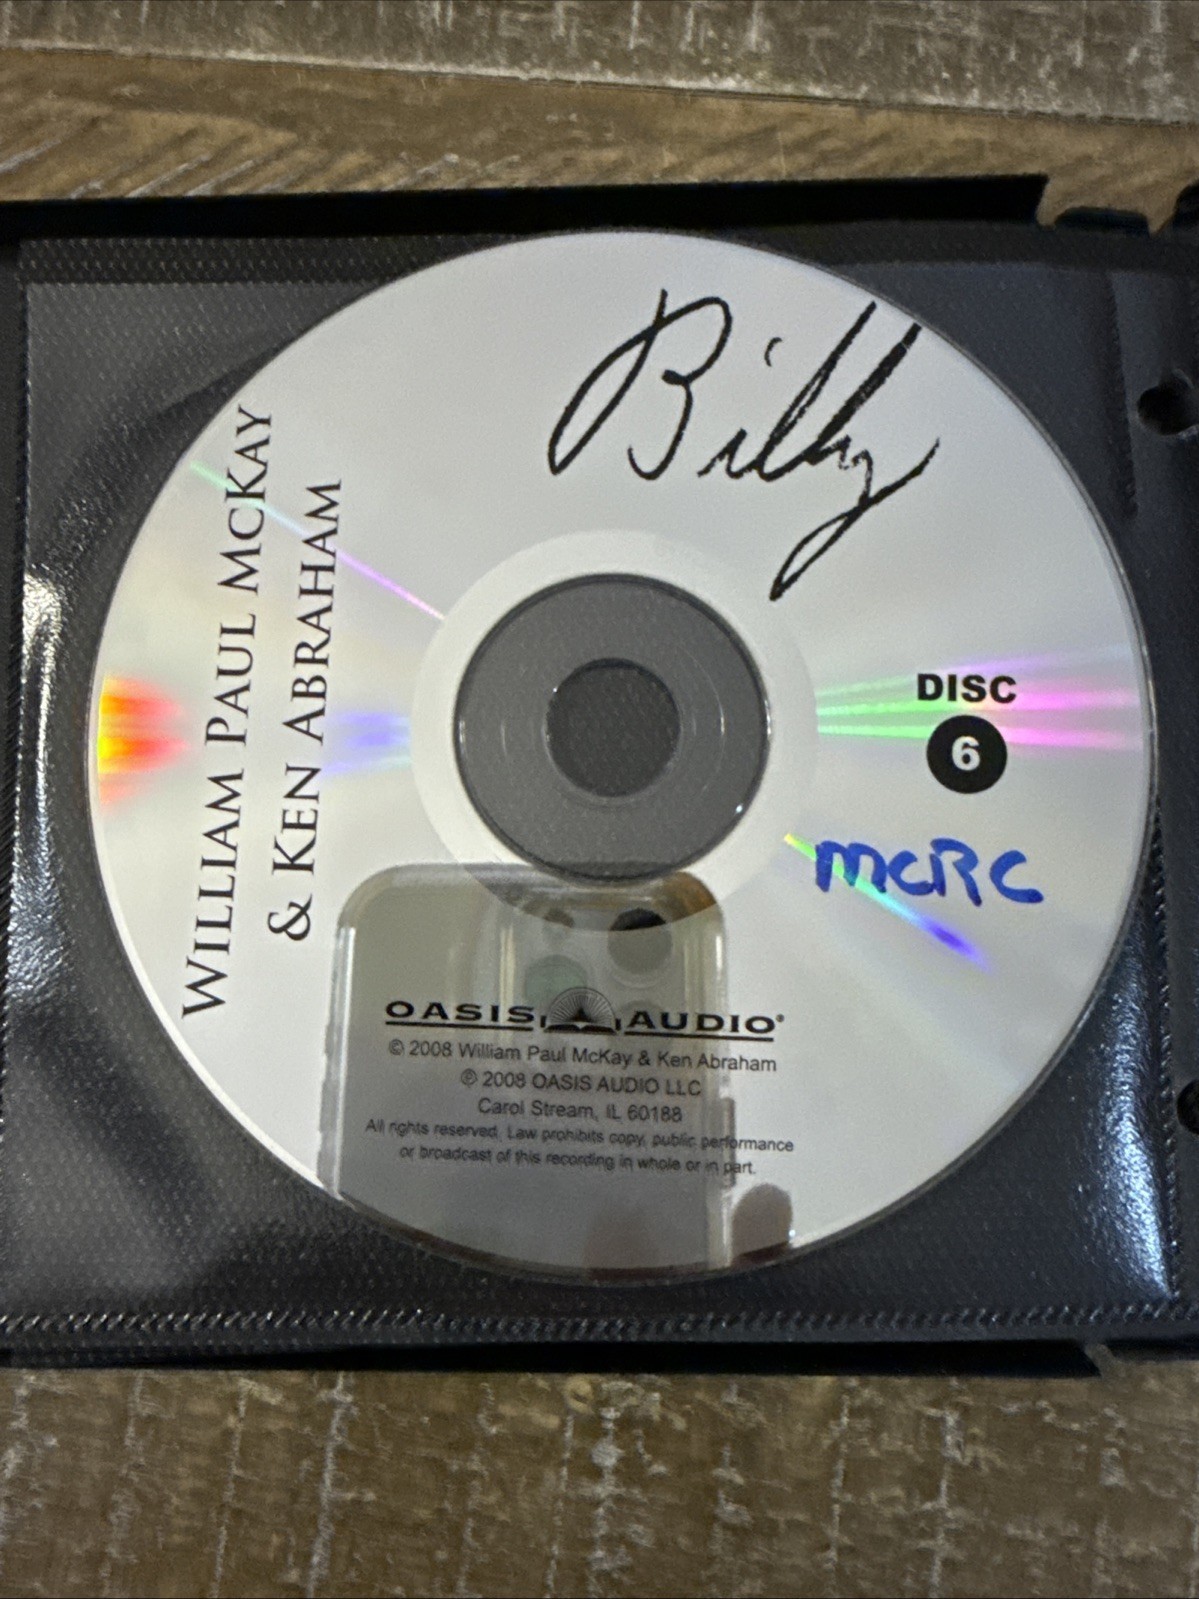 Billy
WILLIAM PAUL MCKAY
& KEN ABRAHAM
DISC
6
MCRC
OASIS AUDIO®
© 2008 William Paul McKay & Ken Abraham
℗ 2008 OASIS AUDIO LLC
Carol Stream, IL 60188
All rights reserved. Law prohibits copy, public performance
or broadcast of this recording in whole or in part.